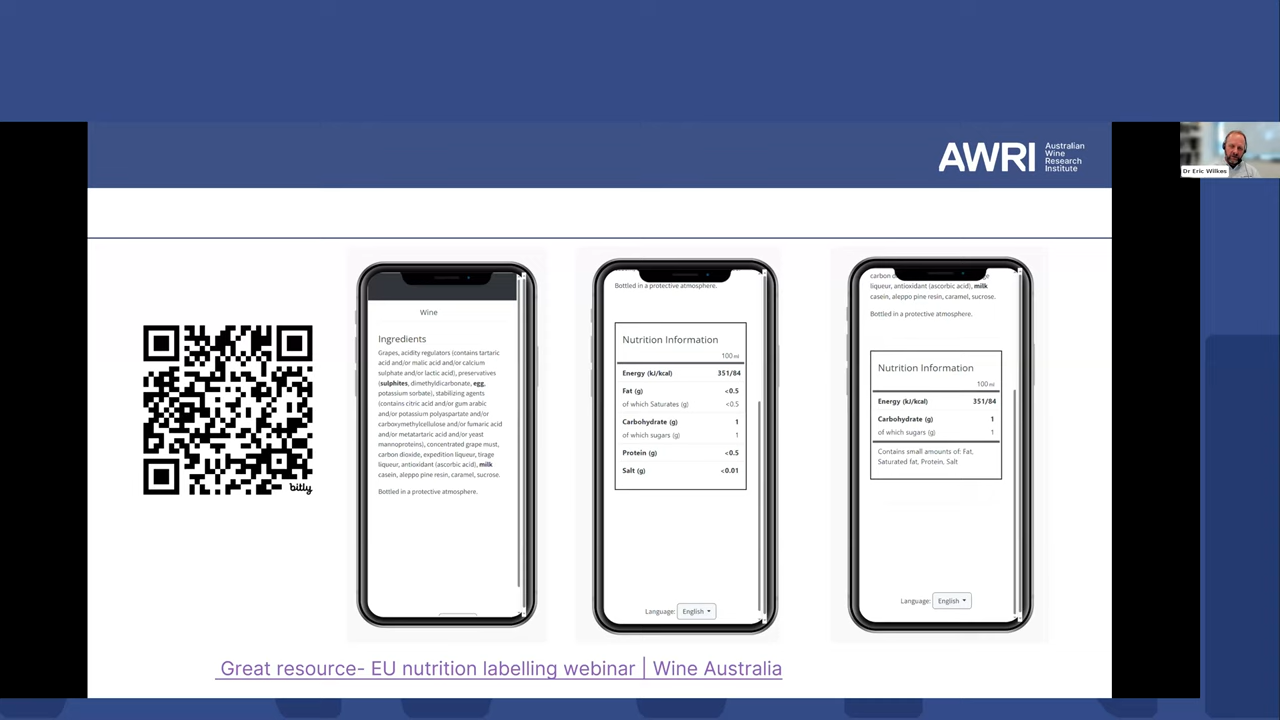 AWRI
Australian
Wine
Research
Institute
Dr Eric Wilkes
Wine
Ingredients
Grapes, acidity regulators (contains tartaric
acid and/or malic acid and/or calcium
sulphate and/or lactic acid), preservatives
(sulphites, dimethyldicarbonate, egg,
potassium sorbate), stabilizing agents
(contains citric acid and/or gum arabic
and/or potassium polyaspartate and/or
carboxymethylcellulose and/or fumaric acid
and/or metatartaric acid and/or yeast
mannoproteins), concentrated grape must,
carbon dioxide, expedition liqueur, tirage
liqueur, antioxidant (ascorbic acid), milk
casein, aleppo pine resin, caramel, sucrose.
Bottled in a protective atmosphere.
bitly
Bottled in a protective atmosphere.
Nutrition Information
100 ml
Energy (kJ/kcal) 351/84
Fat (g) <0.5
of which Saturates (g) <0.5
Carbohydrate (g) 1
of which sugars (g) 1
Protein (g) <0.5
Salt (g) <0.01
Language: English
liqueur, antioxidant (ascorbic acid), milk
casein, aleppo pine resin, caramel, sucrose.
Bottled in a protective atmosphere.
Nutrition Information
100 ml
Energy (kJ/kcal) 351/84
Carbohydrate (g) 1
of which sugars (g) 1
Contains small amounts of: Fat,
Saturated fat, Protein, Salt
Language: English
Great resource- EU nutrition labelling webinar | Wine Australia